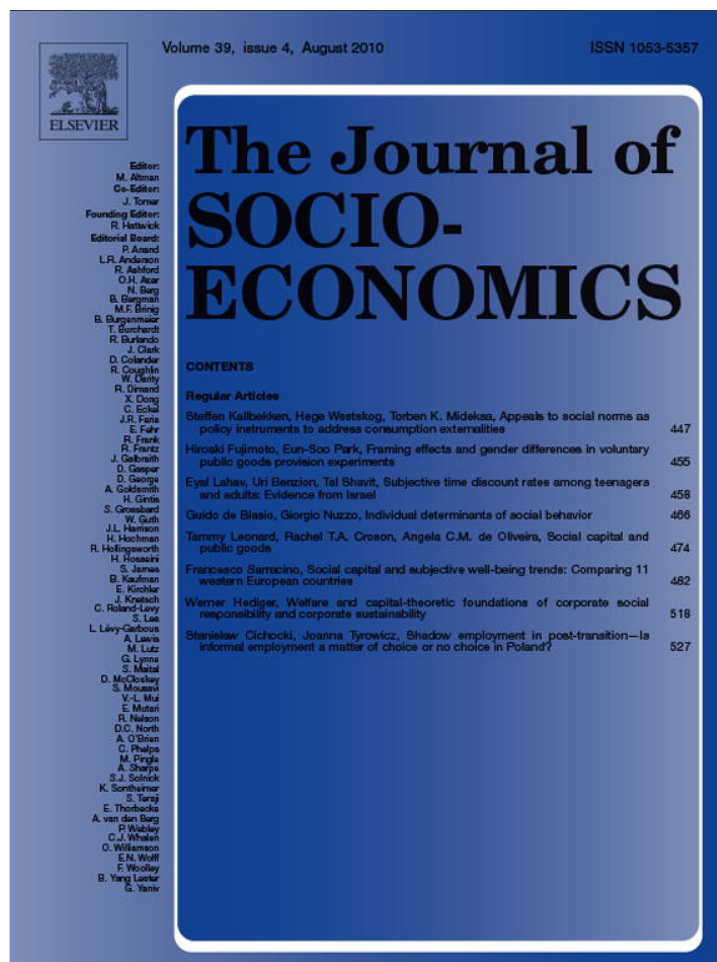 Volume 39, issue 4, August 2010
ISSN 1053-5357
ELSEVIER
The Journal of
SOCIO-
ECONOMICS
Editor:
M. Altman
Co-Editor:
J. Tomer
Founding Editor:
R. Hattwick
Editorial Board:
P. Anand
L.R. Anderson
R. Ashford
O.H. Azar
N. Berg
B. Bergman
M.F. Brinig
B. Burgenmeier
T. Burchardt
R. Burlando
J. Clark
D. Colander
R. Coughlin
W. Darity
R. Dimand
X. Dong
C. Eckel
J.R. Faria
E. Fehr
R. Frank
R. Frantz
J. Galbraith
D. Gasper
D. George
A. Goldsmith
H. Gintis
S. Grossbard
W. Guth
J.L. Harrison
H. Hochman
R. Hollingsworth
H. Hosseini
S. James
B. Kaufman
E. Kirchler
J. Knetsch
C. Roland-Levy
S. Lea
L. Lévy-Garboua
A. Lewis
M. Lutz
G. Lynne
S. Maital
D. McCloskey
S. Mousavi
V.-L. Mui
E. Mutari
R. Nelson
D.C. North
A. O'Brien
C. Phelps
M. Pingle
A. Sharpe
S.J. Solnick
K. Sontheimer
S. Teraji
E. Thorbecke
A. van den Berg
P. Webley
C.J. Whalen
O. Williamson
E.N. Wolff
F. Woolley
B. Yang Lester
G. Yaniv
CONTENTS
Regular Articles
Steffen Kallbekken, Hege Westskog, Torben K. Mideksa, Appeals to social norms as
policy instruments to address consumption externalities 447
Hiroaki Fujimoto, Eun-Soo Park, Framing effects and gender differences in voluntary
public goods provision experiments 455
Eyal Lahav, Uri Benzion, Tal Shavit, Subjective time discount rates among teenagers
and adults: Evidence from Israel 458
Guido de Blasio, Giorgio Nuzzo, Individual determinants of social behavior 466
Tammy Leonard, Rachel T.A. Croson, Angela C.M. de Oliveira, Social capital and
public goods 474
Francesco Sarracino, Social capital and subjective well-being trends: Comparing 11
western European countries 482
Werner Hediger, Welfare and capital-theoretic foundations of corporate social
responsibility and corporate sustainability 518
Stanisław Cichocki, Joanna Tyrowicz, Shadow employment in post-transition—Is
informal employment a matter of choice or no choice in Poland? 527